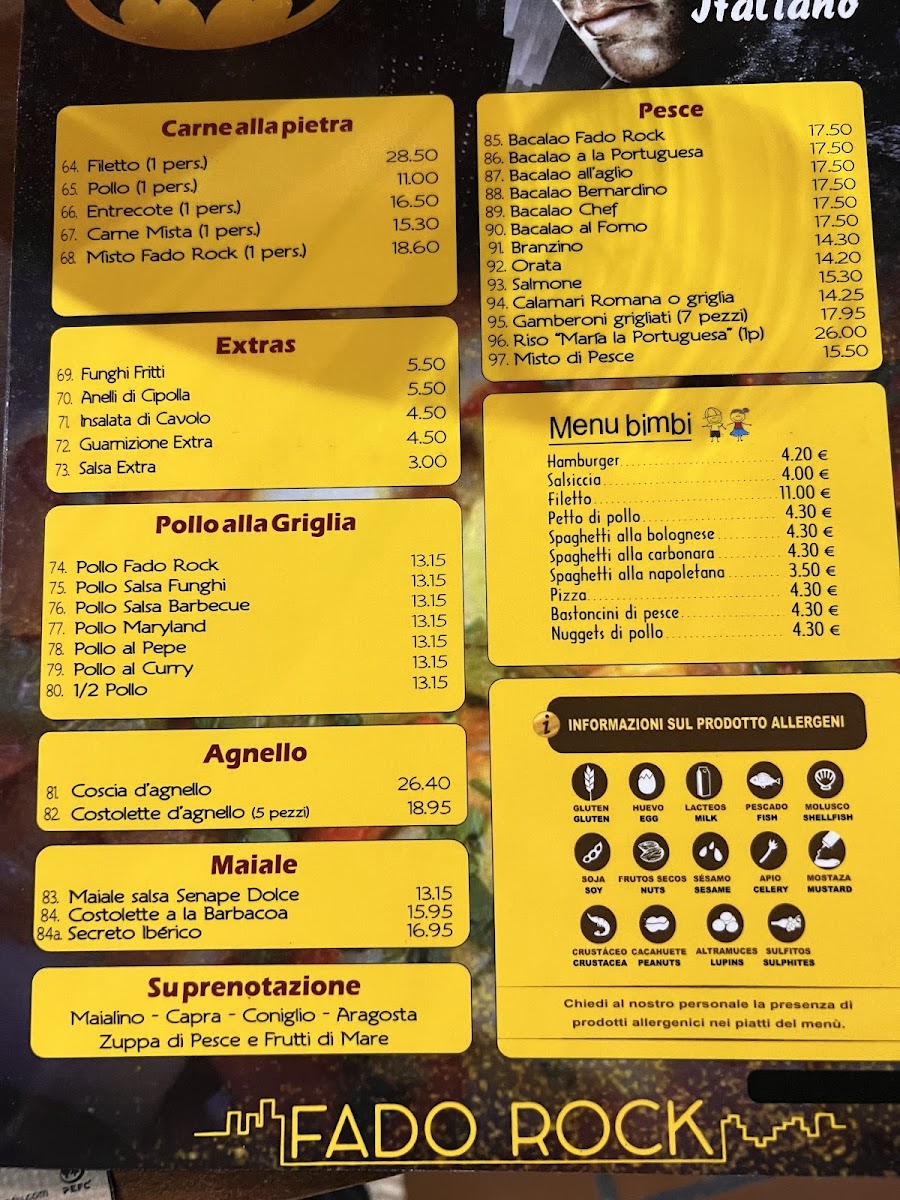 Italiano
Carne alla pietra
64. Filetto (1 pers.) 28.50
65. Pollo (1 pers.) 11.00
66. Entrecote (1 pers.) 16.50
67. Carne Mista (1 pers.) 15.30
68. Misto Fado Rock (1 pers.) 18.60
Extras
69. Funghi Fritti 5.50
70. Anelli di Cipolla 5.50
71. Insalata di Cavolo 4.50
72. Guarnizione Extra 4.50
73. Salsa Extra 3.00
Pollo alla Griglia
74. Pollo Fado Rock 13.15
75. Pollo Salsa Funghi 13.15
76. Pollo Salsa Barbecue 13.15
77. Pollo Maryland 13.15
78. Pollo al Pepe 13.15
79. Pollo al Curry 13.15
80. 1/2 Pollo 13.15
Agnello
81. Coscia d'agnello 26.40
82. Costolette d'agnello (5 pezzi) 18.95
Maiale
83. Maiale salsa Senape Dolce 13.15
84. Costolette a la Barbacoa 15.95
84a. Secreto Ibérico 16.95
Su prenotazione
Maialino - Capra - Coniglio - Aragosta
Zuppa di Pesce e Frutti di Mare
Pesce
85. Bacalao Fado Rock 17.50
86. Bacalao a la Portuguesa 17.50
87. Bacalao all'aglio 17.50
88. Bacalao Bernardino 17.50
89. Bacalao Chef 17.50
90. Bacalao al Forno 17.50
91. Branzino 14.30
92. Orata 14.20
93. Salmone 15.30
94. Calamari Romana o griglia 14.25
95. Gamberoni grigliati (7 pezzi) 17.95
96. Riso "María la Portuguesa" (1p) 26.00
97. Misto di Pesce 15.50
Menu bimbi
Hamburger 4.20 €
Salsiccia 4.00 €
Filetto 11.00 €
Petto di pollo 4.30 €
Spaghetti alla bolognese 4.30 €
Spaghetti alla carbonara 4.30 €
Spaghetti alla napoletana 3.50 €
Pizza 4.30 €
Bastoncini di pesce 4.30 €
Nuggets di pollo 4.30 €
i INFORMAZIONI SUL PRODOTTO ALLERGENI
GLUTEN HUEVO LACTEOS PESCADO MOLUSCO
GLUTEN EGG MILK FISH SHELLFISH
SOJA FRUTOS SECOS SÉSAMO APIO MOSTAZA
SOY NUTS SESAME CELERY MUSTARD
CRUSTÁCEO CACAHUETE ALTRAMUCES SULFITOS
CRUSTACEA PEANUTS LUPINS SULPHITES
Chiedi al nostro personale la presenza di
prodotti allergenici nei piatti del menù.
FADO ROCK
PEFC